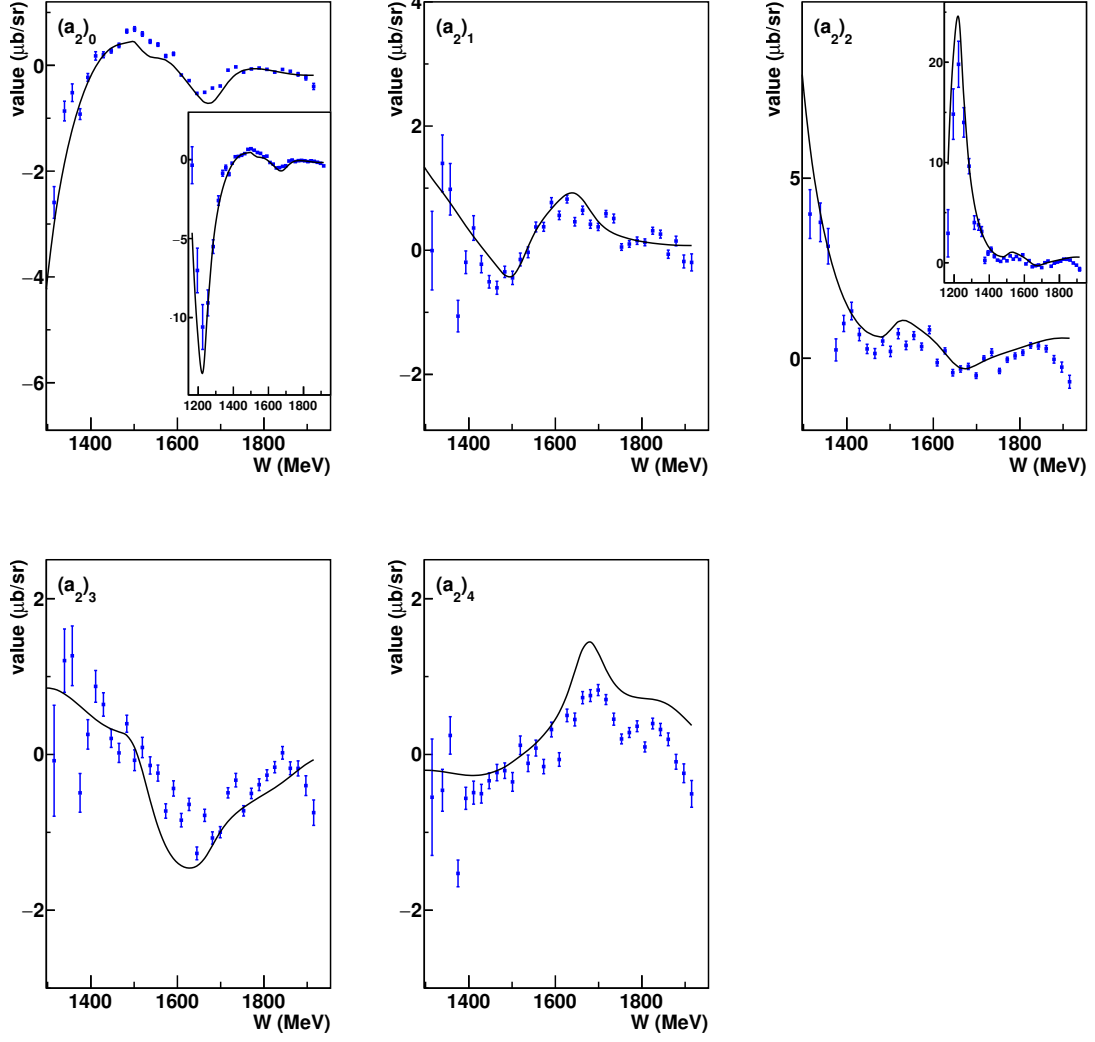 (a₂)₀
value (μb/sr)
0
−2
−4
−6
1400 1600 1800
W (MeV)
0
−5
−10
1200 1400 1600 1800
(a₂)₁
value (μb/sr)
4
2
0
−2
1400 1600 1800
W (MeV)
(a₂)₂
value (μb/sr)
5
0
1400 1600 1800
W (MeV)
20
10
0
1200 1400 1600 1800
(a₂)₃
value (μb/sr)
2
0
−2
1400 1600 1800
W (MeV)
(a₂)₄
value (μb/sr)
2
0
−2
1400 1600 1800
W (MeV)